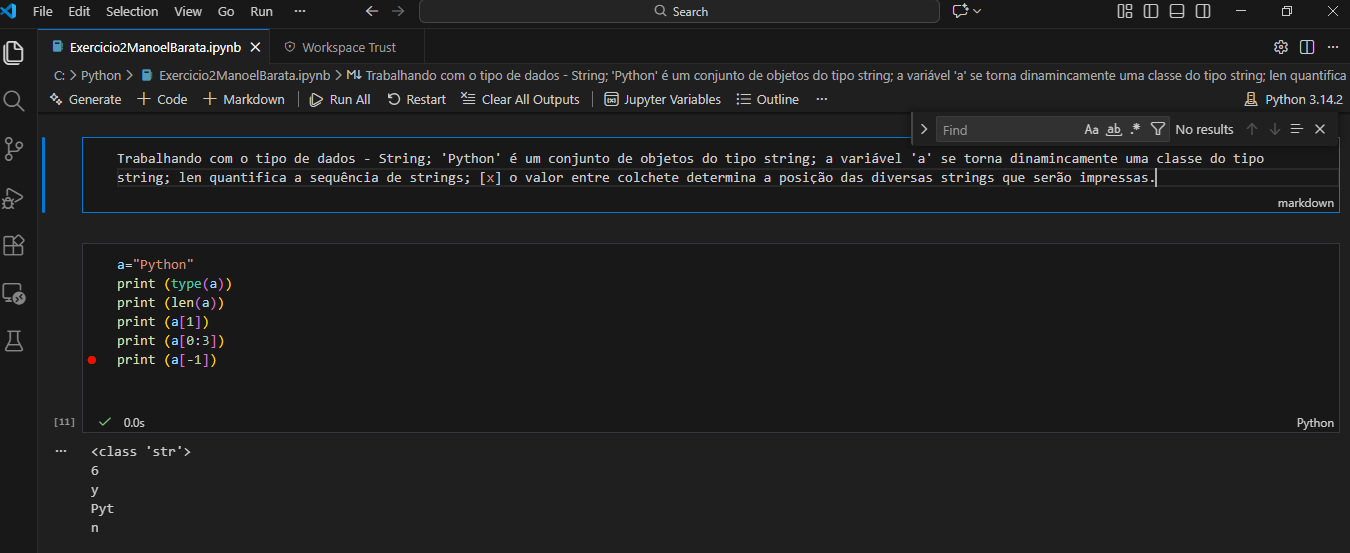 File Edit Selection View Go Run ··· Search
Exercicio2ManoelBarata.ipynb Workspace Trust
C: > Python > Exercicio2ManoelBarata.ipynb > M↓ Trabalhando com o tipo de dados - String; 'Python' é um conjunto de objetos do tipo string; a variável 'a' se torna dinamincamente uma classe do tipo string; len quantifica
Generate + Code + Markdown Run All Restart Clear All Outputs Jupyter Variables Outline ··· Python 3.14.2
Find Aa ab .* No results
Trabalhando com o tipo de dados - String; 'Python' é um conjunto de objetos do tipo string; a variável 'a' se torna dinamincamente uma classe do tipo
string; len quantifica a sequência de strings; [x] o valor entre colchete determina a posição das diversas strings que serão impressas.
markdown
a="Python"
print (type(a))
print (len(a))
print (a[1])
print (a[0:3])
print (a[-1])
[11] 0.0s Python
<class 'str'>
6
y
Pyt
n